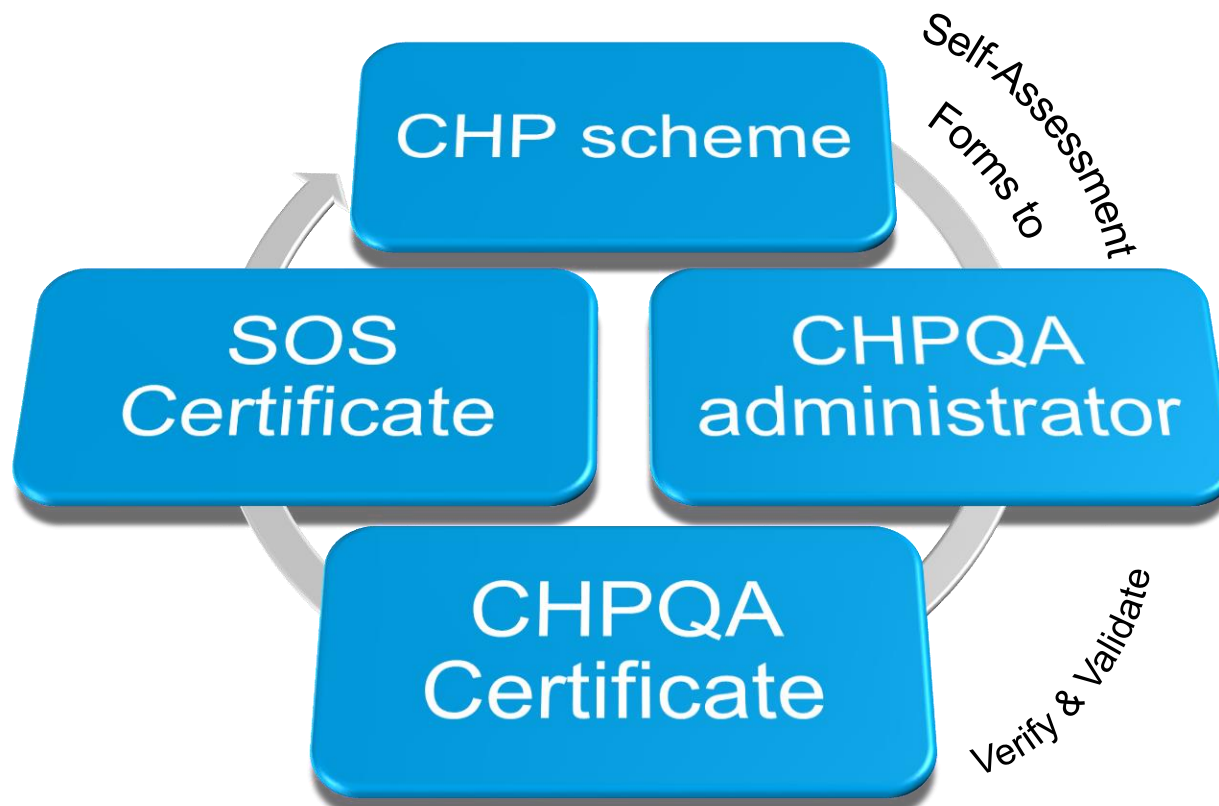 CHP scheme
Self-Assessment
Forms to
CHPQA
administrator
Verify & Validate
CHPQA
Certificate
SOS
Certificate